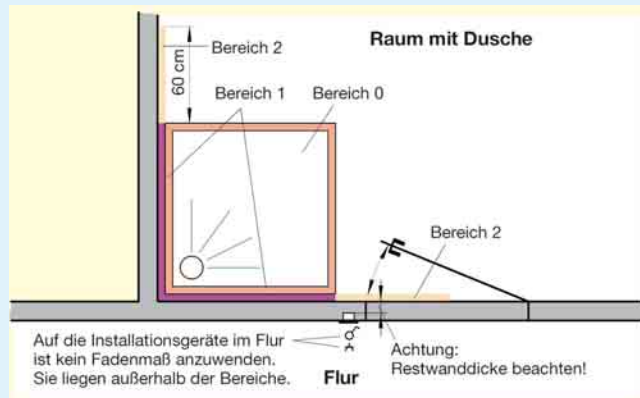 Raum mit Dusche
Bereich 2
60 cm
Bereich 1
Bereich 0
Bereich 2
Auf die Installationsgeräte im Flur
ist kein Fadenmaß anzuwenden.
Sie liegen außerhalb der Bereiche.
Flur
Achtung:
Restwanddicke beachten!